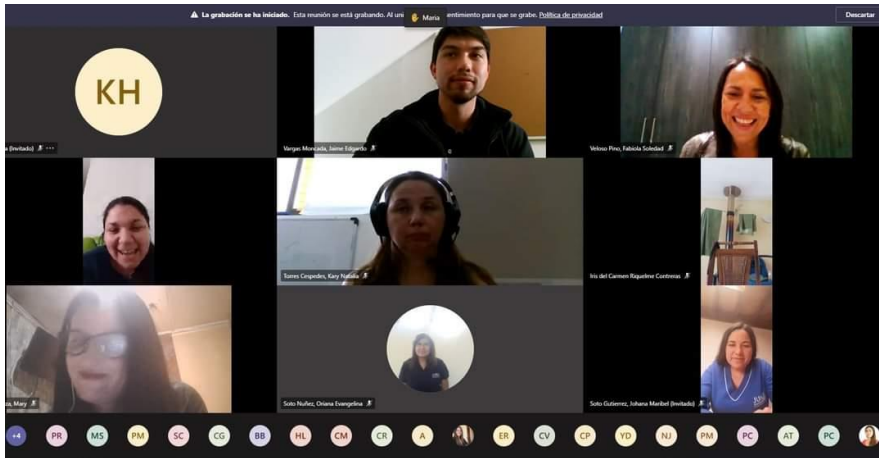 La grabación se ha iniciado. Esta reunión se está grabando. Al uni
Maria
entimiento para que se grabe. Política de privacidad
Descartar
KH
a (Invitado)
Vargas Moncada, Jaime Edgardo
Veloso Pino, Fabiola Soledad
Torres Cespedes, Kary Natalia
Iris del Carmen Riquelme Contreras
Mary
Soto Nuñez, Oriana Evangelina
Soto Gutierrez, Johana Maribel (Invitado)
+4 PR MS PM SC CG BB HL CM CR A ER CV CP YD NJ PM PC AT PC